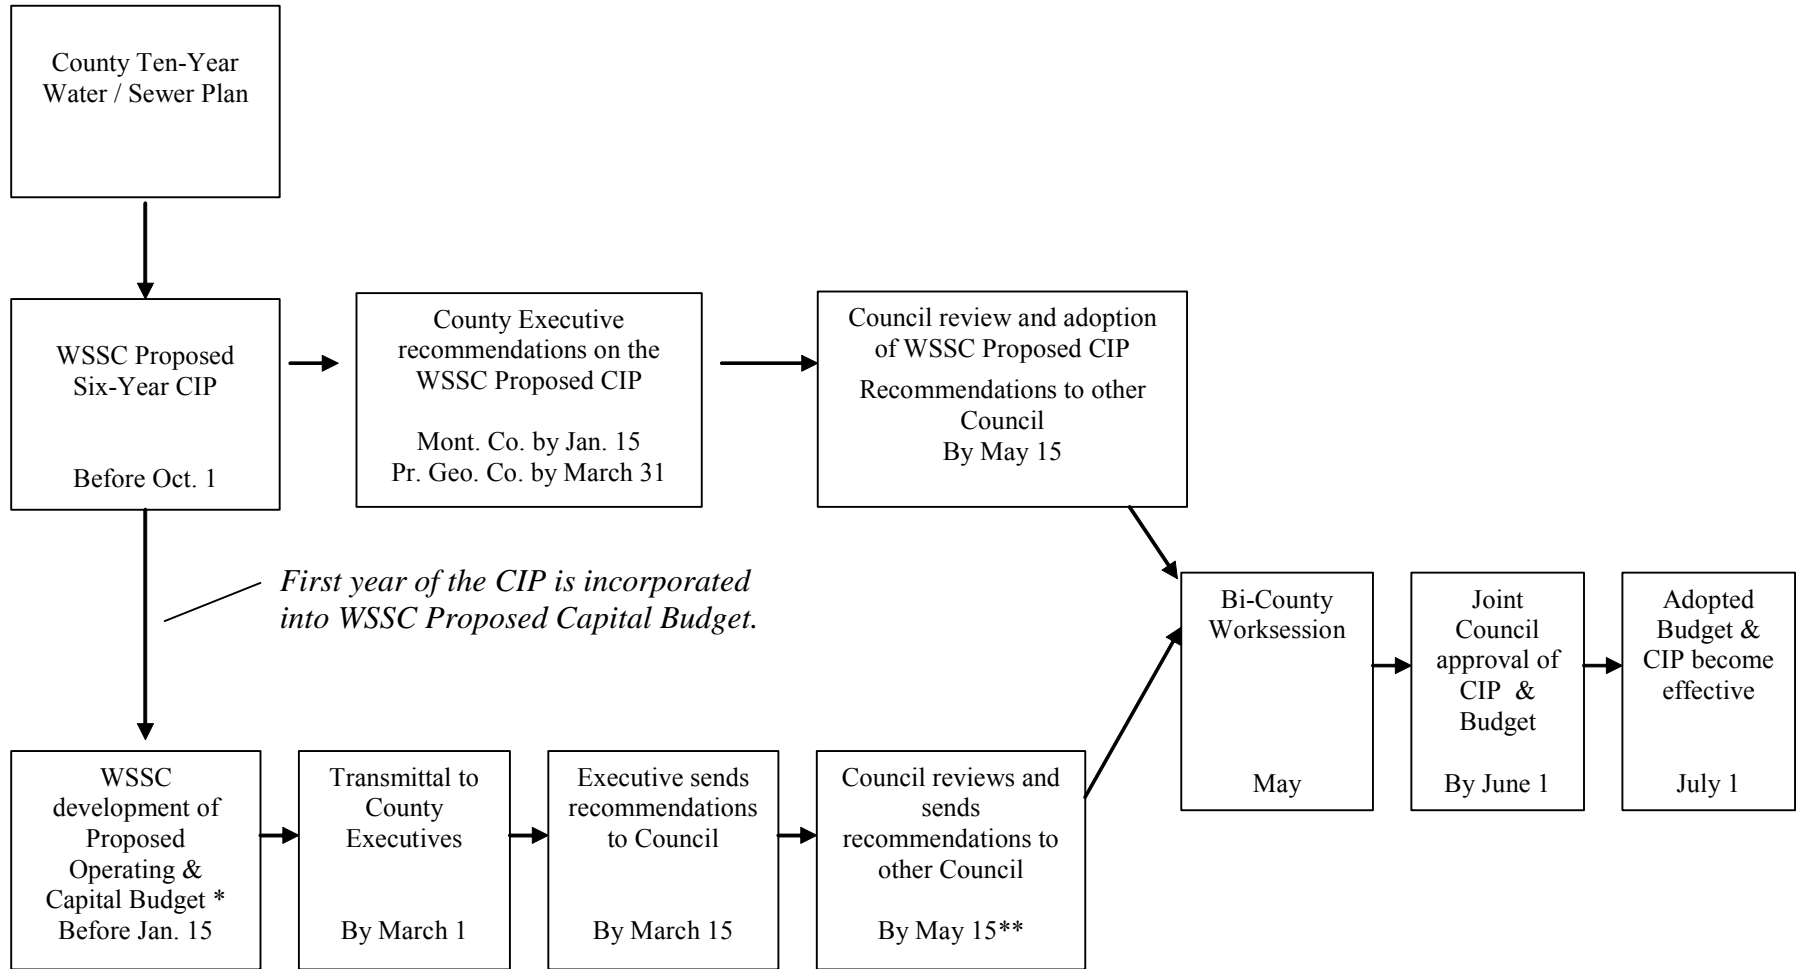 County Ten-Year
Water / Sewer Plan
WSSC Proposed
Six-Year CIP
Before Oct. 1
County Executive
recommendations on the
WSSC Proposed CIP
Mont. Co. by Jan. 15
Pr. Geo. Co. by March 31
Council review and adoption
of WSSC Proposed CIP
Recommendations to other
Council
By May 15
First year of the CIP is incorporated
into WSSC Proposed Capital Budget.
WSSC
development of
Proposed
Operating &
Capital Budget *
Before Jan. 15
Transmittal to
County
Executives
By March 1
Executive sends
recommendations
to Council
By March 15
Council reviews and
sends
recommendations to
other Council
By May 15**
Bi-County
Worksession
May
Joint
Council
approval of
CIP &
Budget
By June 1
Adopted
Budget &
CIP become
effective
July 1